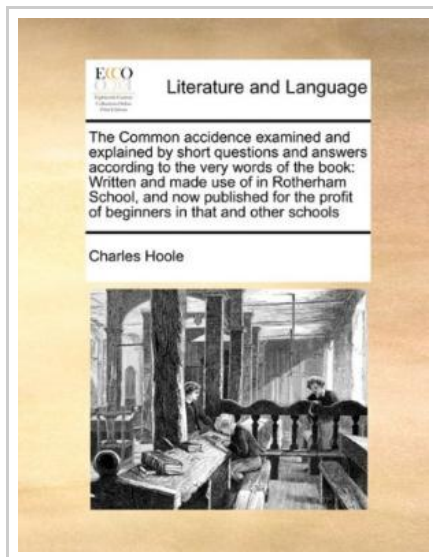 ECCO
Literature and Language
The Common accidence examined and
explained by short questions and answers
according to the very words of the book:
Written and made use of in Rotherham
School, and now published for the profit
of beginners in that and other schools
Charles Hoole